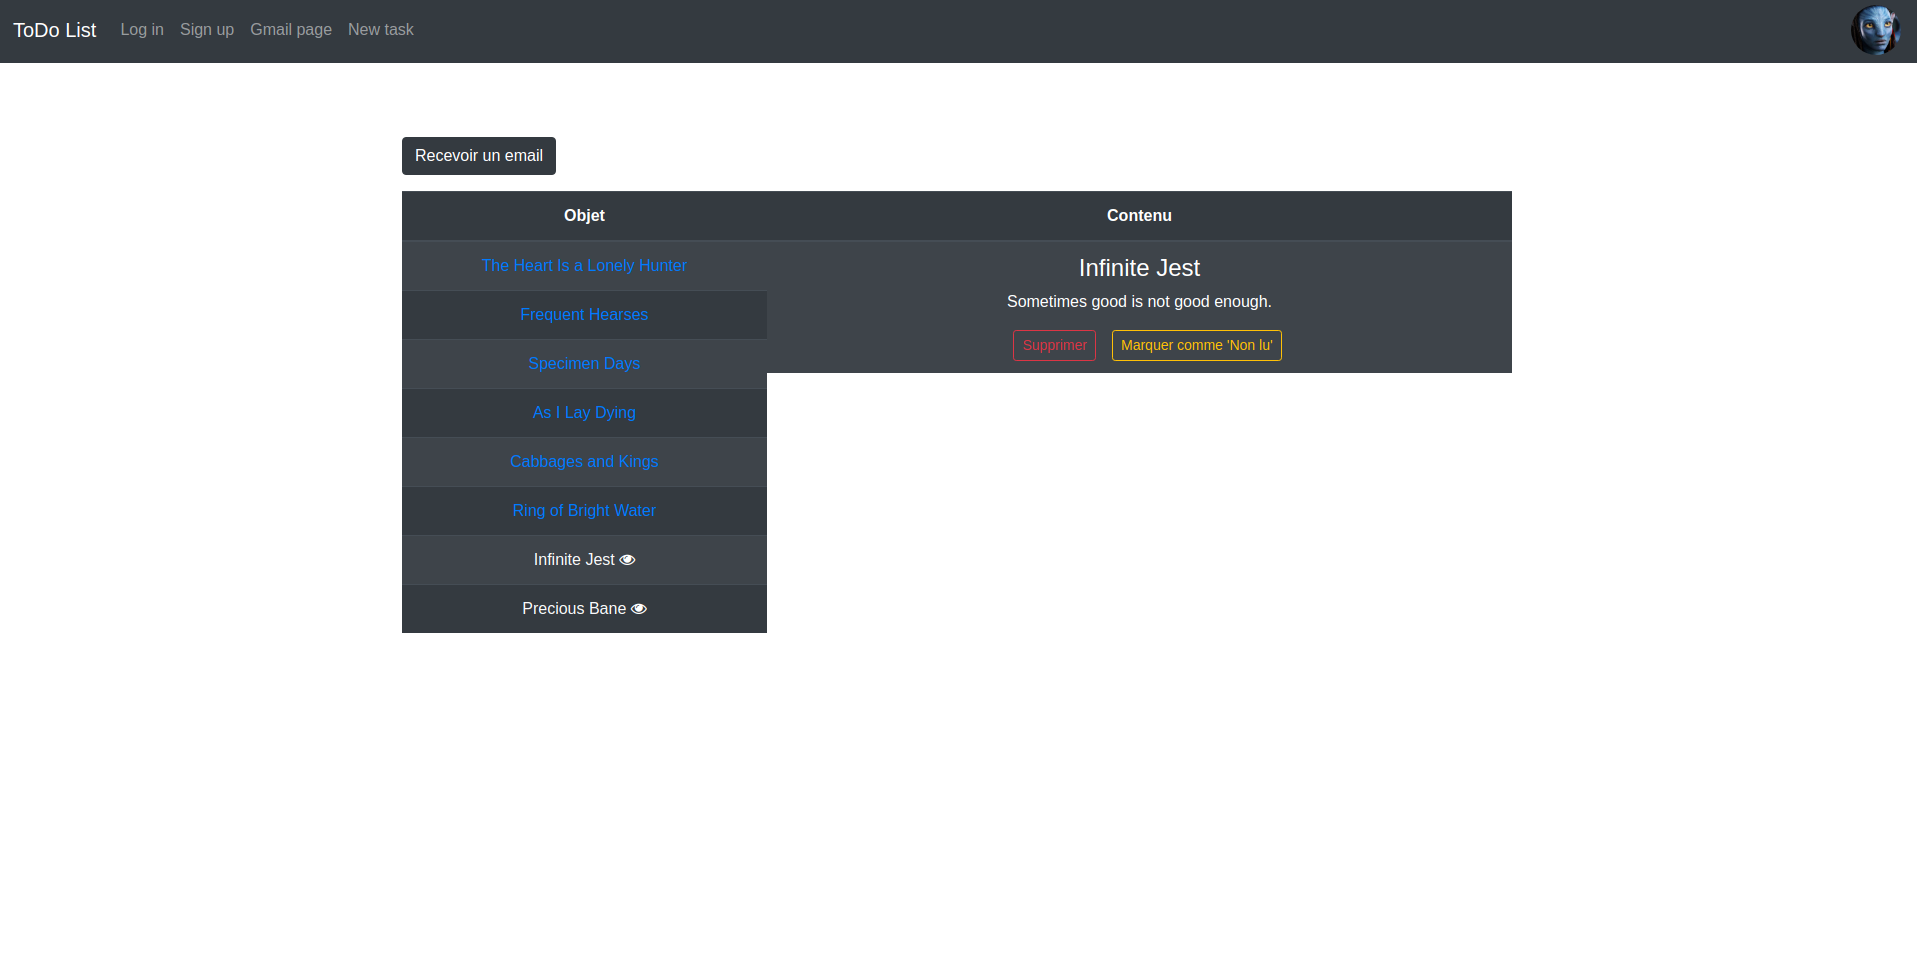 ToDo List Log in Sign up Gmail page New task
Recevoir un email
Objet
The Heart Is a Lonely Hunter
Frequent Hearses
Specimen Days
As I Lay Dying
Cabbages and Kings
Ring of Bright Water
Infinite Jest
Precious Bane
Contenu
Infinite Jest
Sometimes good is not good enough.
Supprimer Marquer comme 'Non lu'